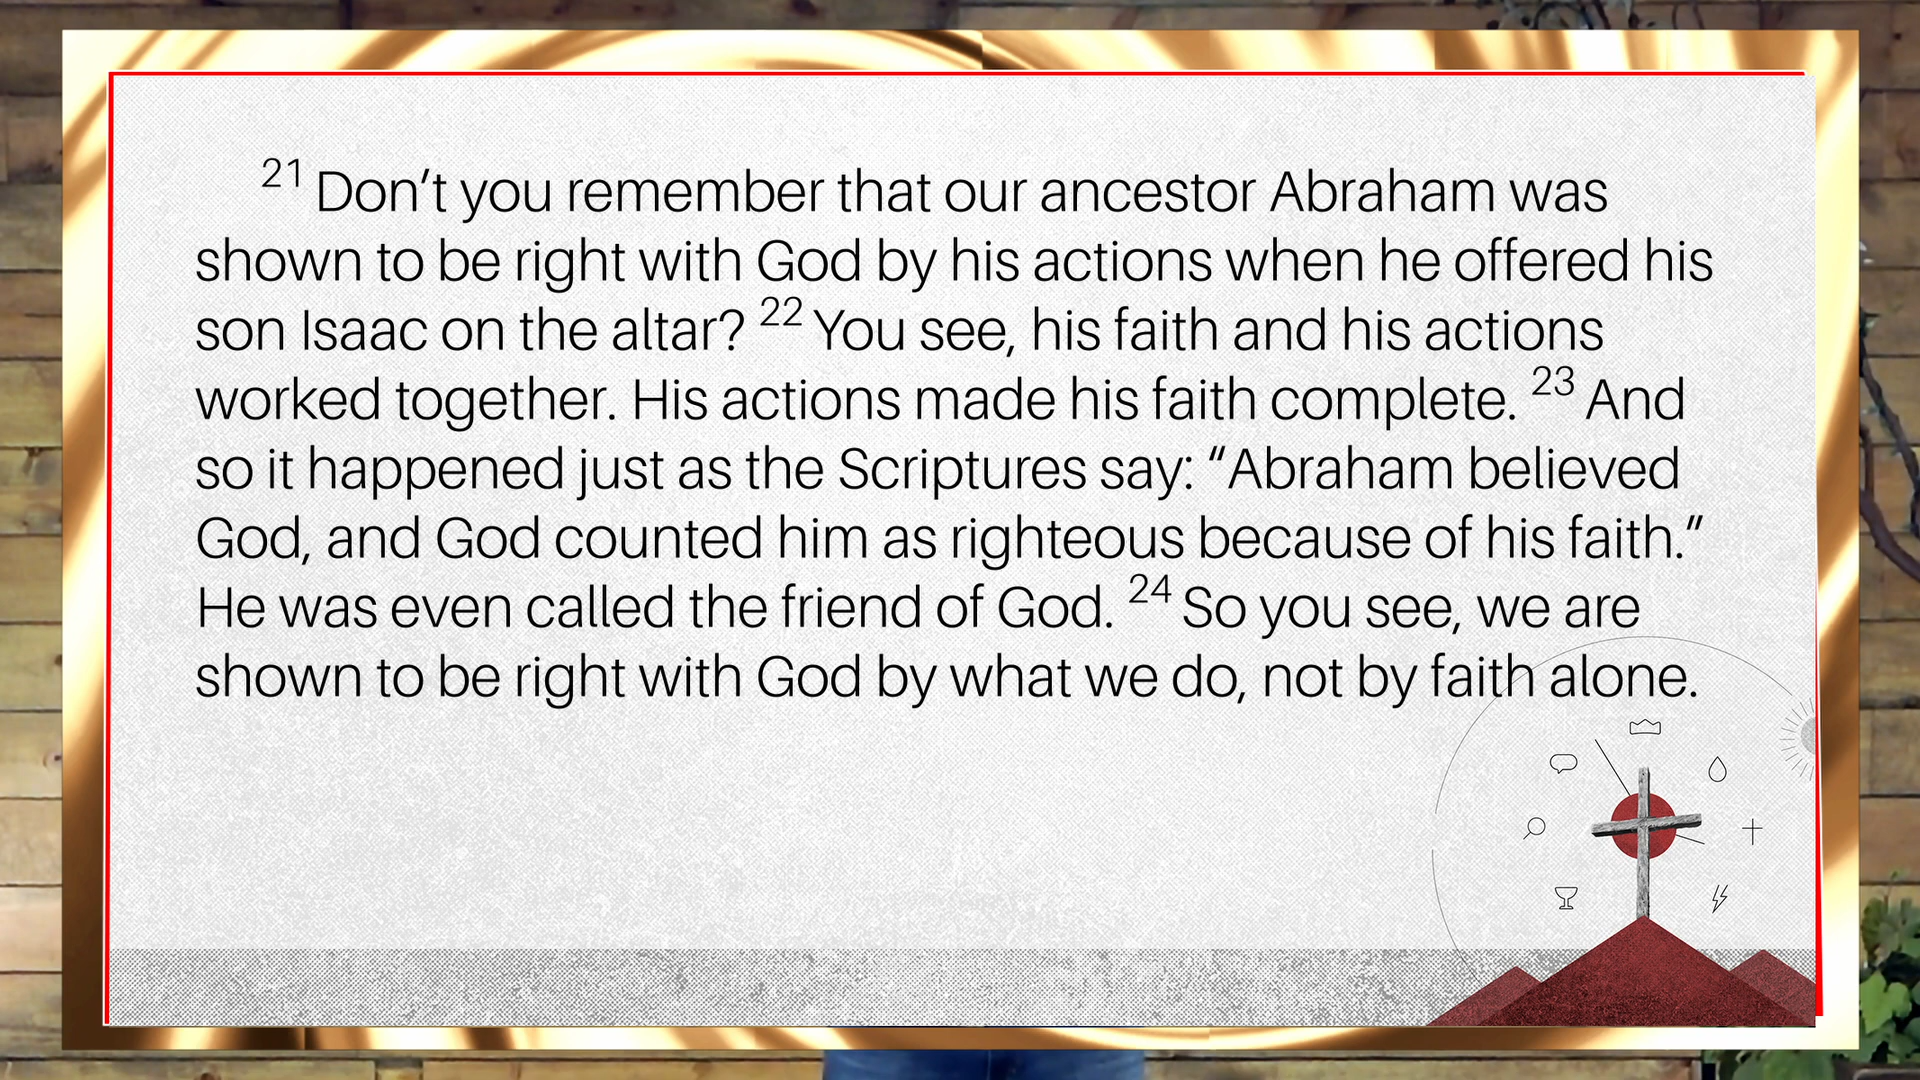 21 Don’t you remember that our ancestor Abraham was
shown to be right with God by his actions when he offered his
son Isaac on the altar? 22 You see, his faith and his actions
worked together. His actions made his faith complete. 23 And
so it happened just as the Scriptures say: “Abraham believed
God, and God counted him as righteous because of his faith.”
He was even called the friend of God. 24 So you see, we are
shown to be right with God by what we do, not by faith alone.